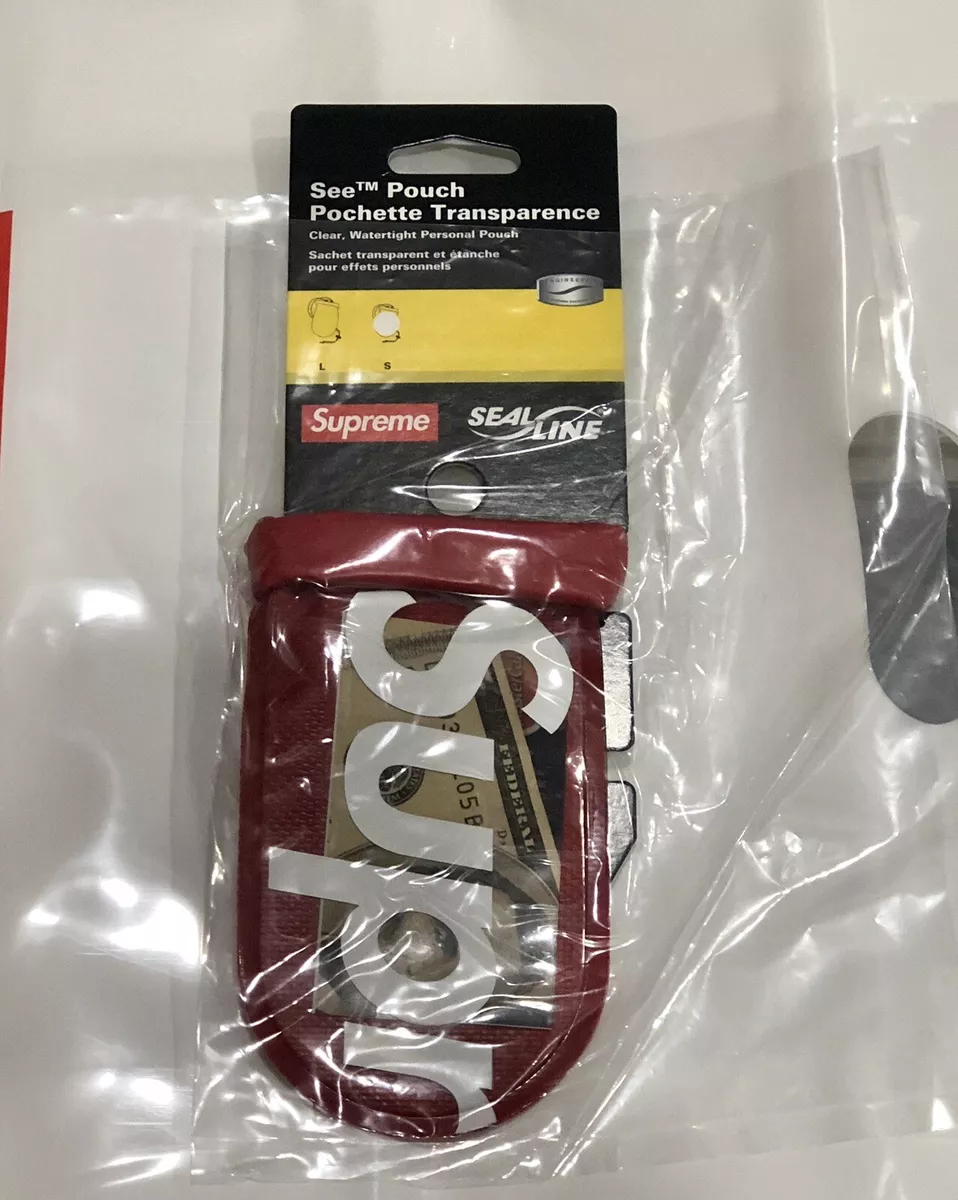 See™ Pouch
Pochette Transparence
Clear, Watertight Personal Pouch
Sachet transparent et étanche
pour effets personnels
L S
Supreme SEAL LINE
Supr
FEDERAL